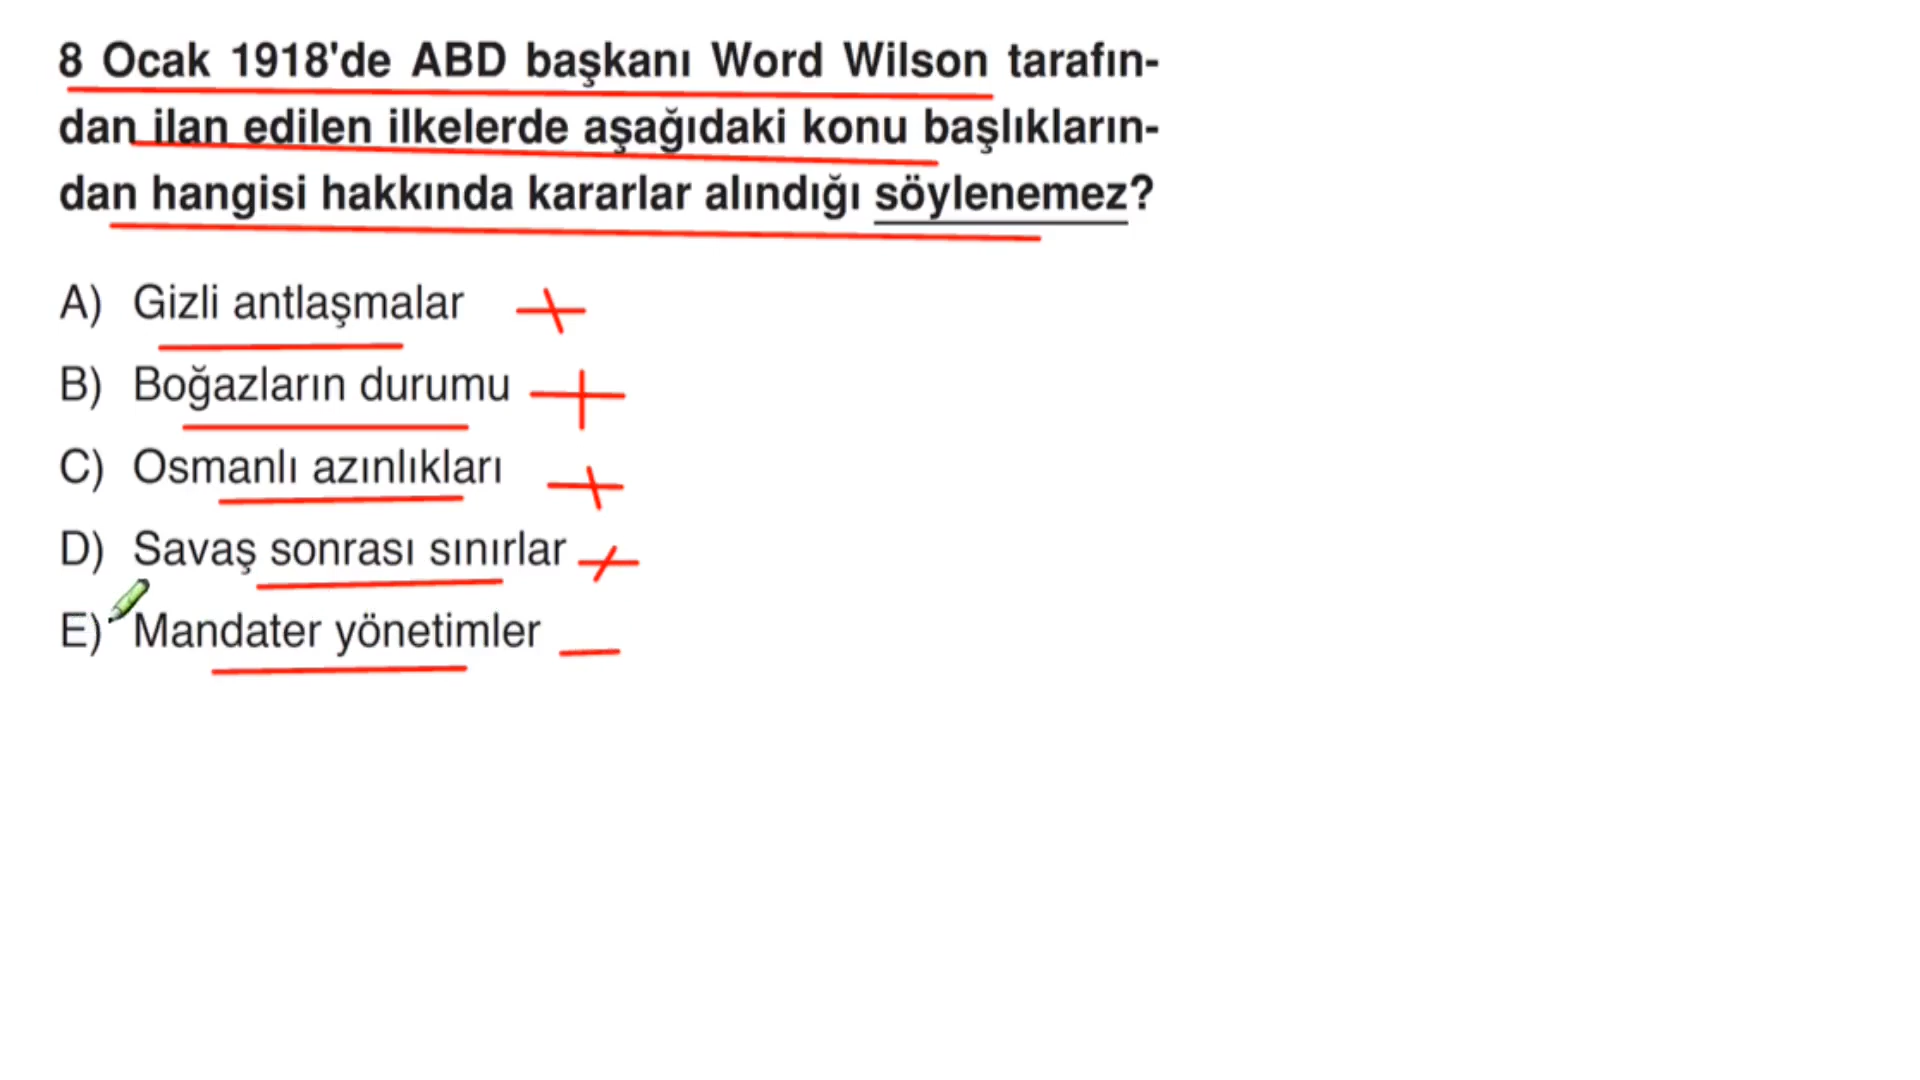 8 Ocak 1918'de ABD başkanı Word Wilson tarafın-
dan ilan edilen ilkelerde aşağıdaki konu başlıkların-
dan hangisi hakkında kararlar alındığı söylenemez?
A) Gizli antlaşmalar +
B) Boğazların durumu +
C) Osmanlı azınlıkları +
D) Savaş sonrası sınırlar +
E) Mandater yönetimler –